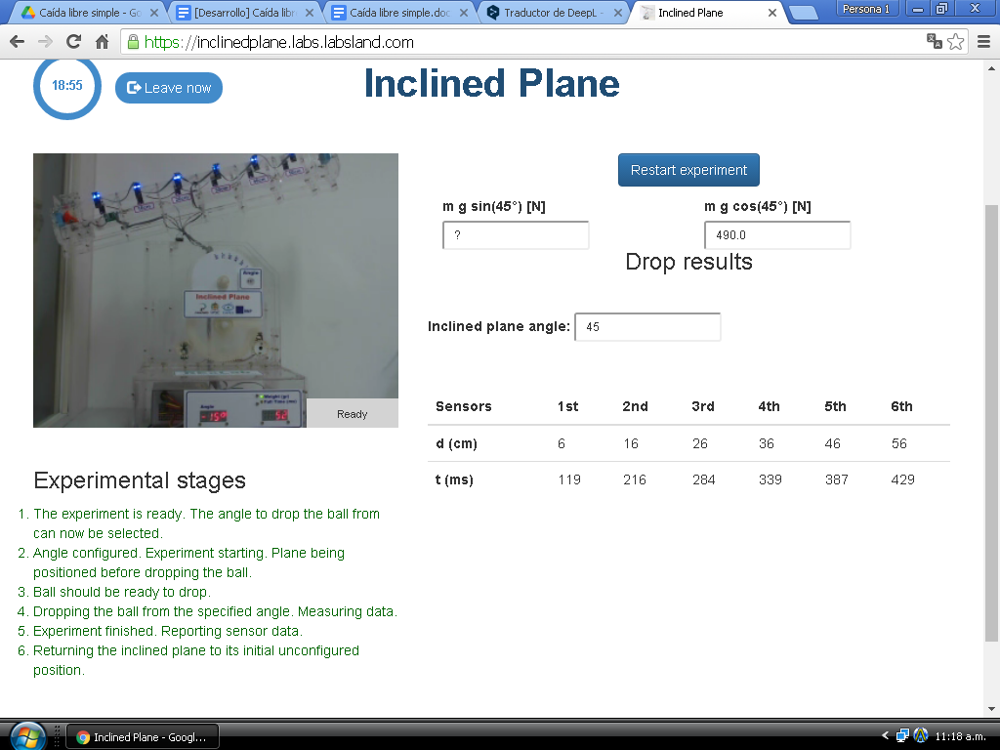 Caída libre simple - Go
[Desarrollo] Caída libr
Caída libre simple.doc
Traductor de DeepL -
Inclined Plane
Persona 1
https://inclinedplane.labs.labsland.com
18:55
Leave now
Inclined Plane
Restart experiment
m g sin(45°) [N]
m g cos(45°) [N]
?
490.0
Drop results
Angle
Inclined Plane
Inclined plane angle: 45
Angle
-15°
Ready
Sensors 1st 2nd 3rd 4th 5th 6th
d (cm) 6 16 26 36 46 56
t (ms) 119 216 284 339 387 429
Experimental stages
1. The experiment is ready. The angle to drop the ball from
can now be selected.
2. Angle configured. Experiment starting. Plane being
positioned before dropping the ball.
3. Ball should be ready to drop.
4. Dropping the ball from the specified angle. Measuring data.
5. Experiment finished. Reporting sensor data.
6. Returning the inclined plane to its initial unconfigured
position.
Inclined Plane - Googl...
11:18 a.m.